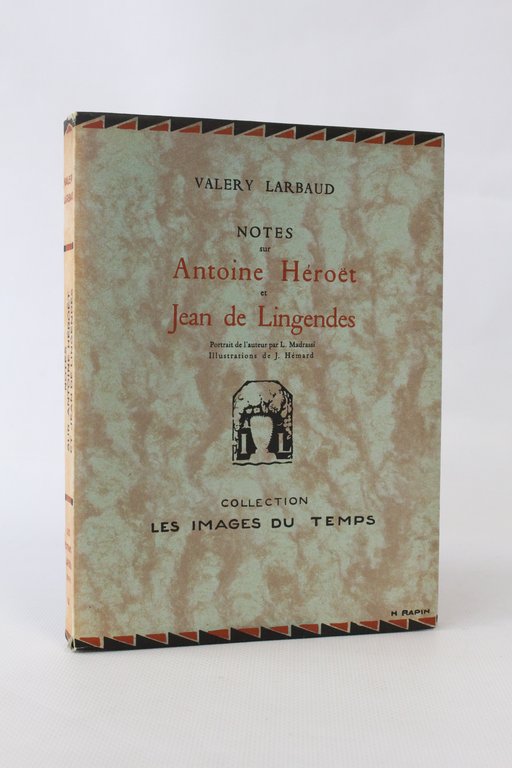 VALERY LARBAUD
NOTES
sur
Antoine Héroët
et
Jean de Lingendes
Portrait de l'auteur par L. Madrassi
Illustrations de J. Hémard
I L
COLLECTION
LES IMAGES DU TEMPS
H RAPIN